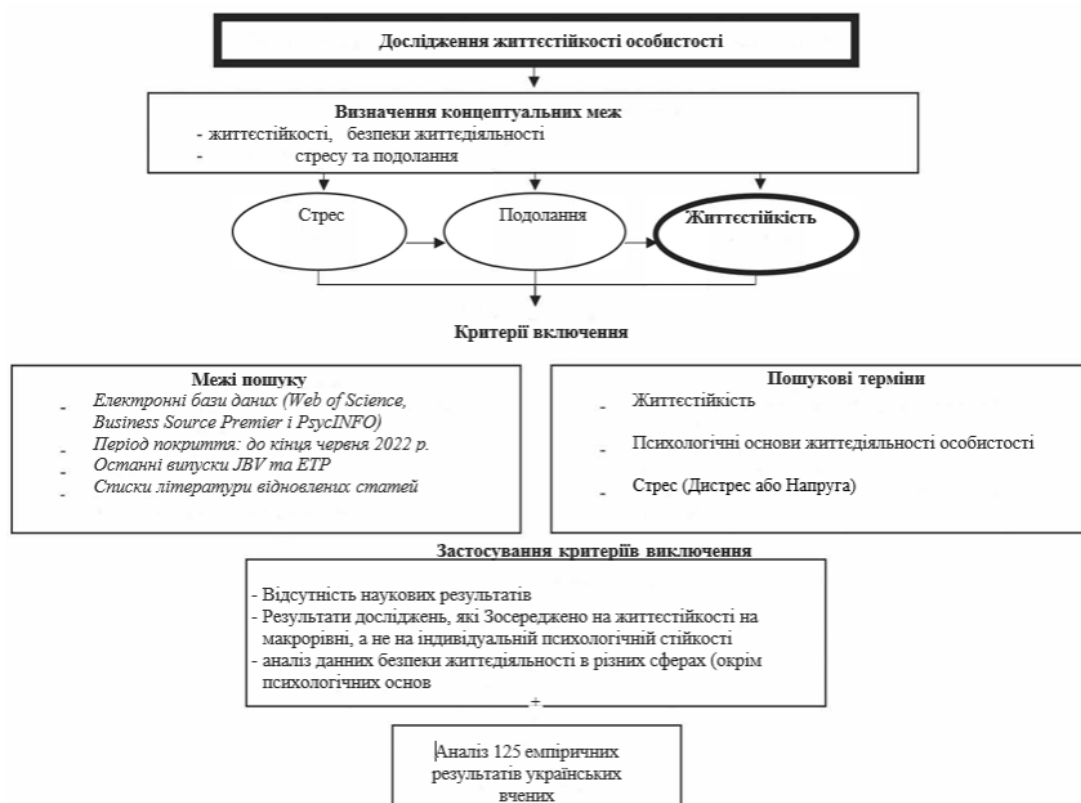 Дослідження життєстійкості особистості
Визначення концептуальних меж
- життєстійкості, безпеки життєдіяльності
- стресу та подолання
Стрес
Подолання
Життєстійкість
Критерії включення
Межі пошуку
- Електронні бази даних (Web of Science,
Business Source Premier і PsycINFO)
- Період покриття: до кінця червня 2022 р.
- Останні випуски JBV та ETP
- Списки літератури відновлених статей
Пошукові терміни
- Життєстійкість
- Психологічні основи життєдіяльності особистості
- Стрес (Дистрес або Напруга)
Застосування критеріїв виключення
- Відсутність наукових результатів
- Результати досліджень, які Зосереджено на життєстійкості на
макрорівні, а не на індивідуальній психологічній стійкості
- аналіз данних безпеки життєдіяльності в різних сферах (окрім
психологічних основ
+
Аналіз 125 емпіричних
результатів українських
вчених